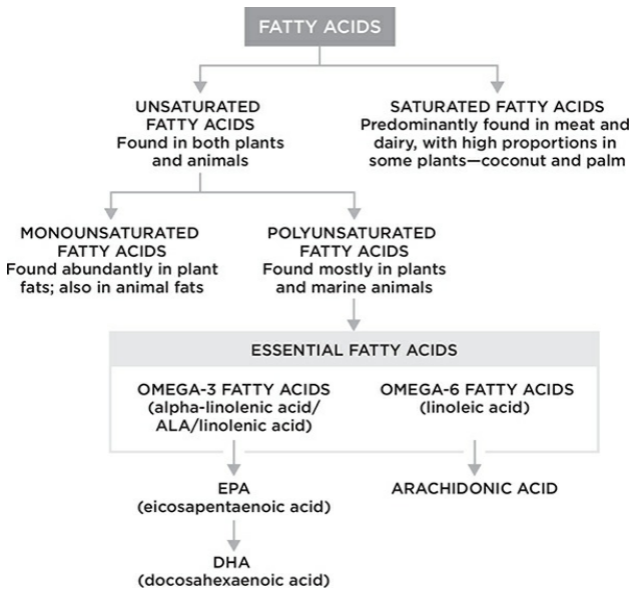 FATTY ACIDS
UNSATURATED
FATTY ACIDS
Found in both plants
and animals
SATURATED FATTY ACIDS
Predominantly found in meat and
dairy, with high proportions in
some plants—coconut and palm
MONOUNSATURATED
FATTY ACIDS
Found abundantly in plant
fats; also in animal fats
POLYUNSATURATED
FATTY ACIDS
Found mostly in plants
and marine animals
ESSENTIAL FATTY ACIDS
OMEGA-3 FATTY ACIDS
(alpha-linolenic acid/
ALA/linolenic acid)
OMEGA-6 FATTY ACIDS
(linoleic acid)
EPA
(eicosapentaenoic acid)
ARACHIDONIC ACID
DHA
(docosahexaenoic acid)